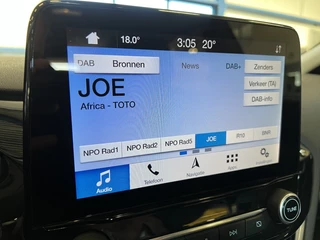 18.0° 3:05 20°
DAB Bronnen News DAB+ Zenders
JOE
Verkeer (TA)
Africa - TOTO
DAB-info
NPO Rad1 NPO Rad2 NPO Rad5 JOE
Audio Telefoon Navigatie Apps
TUNE